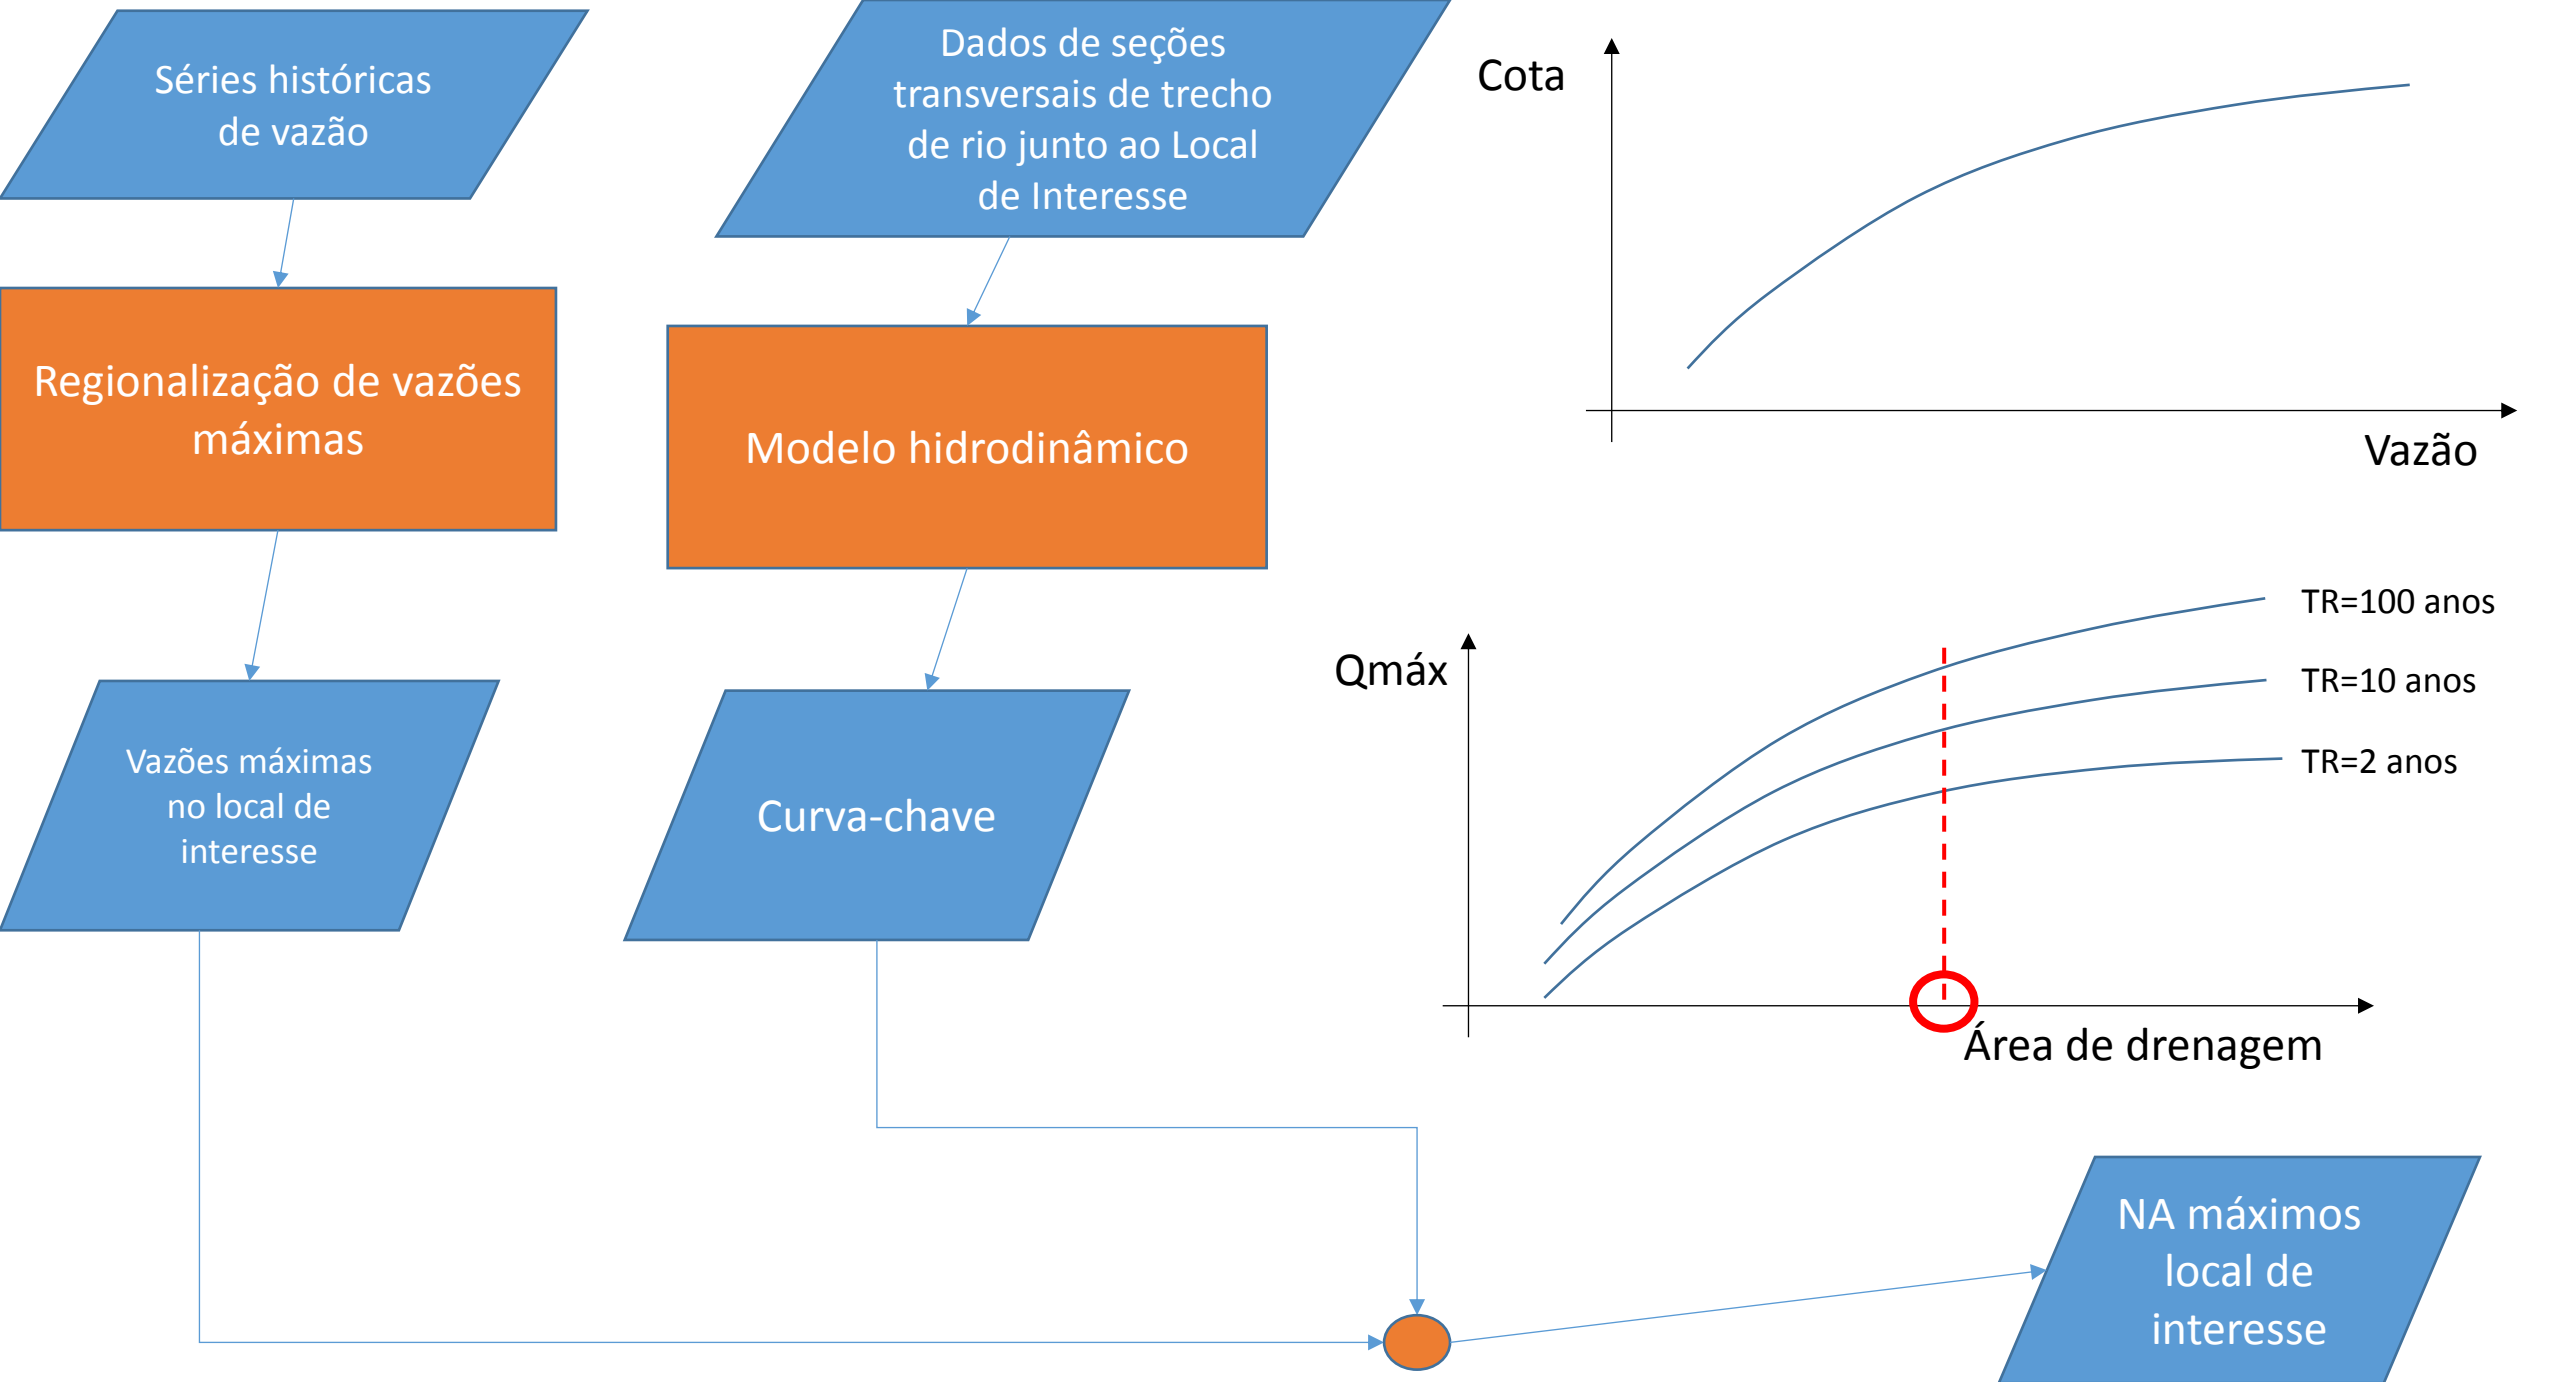 Séries históricas
de vazão
Dados de seções
transversais de trecho
de rio junto ao Local
de Interesse
Cota
Vazão
Regionalização de vazões
máximas
Modelo hidrodinâmico
TR=100 anos
Qmáx
TR=10 anos
TR=2 anos
Área de drenagem
Vazões máximas
no local de
interesse
Curva-chave
NA máximos
local de
interesse